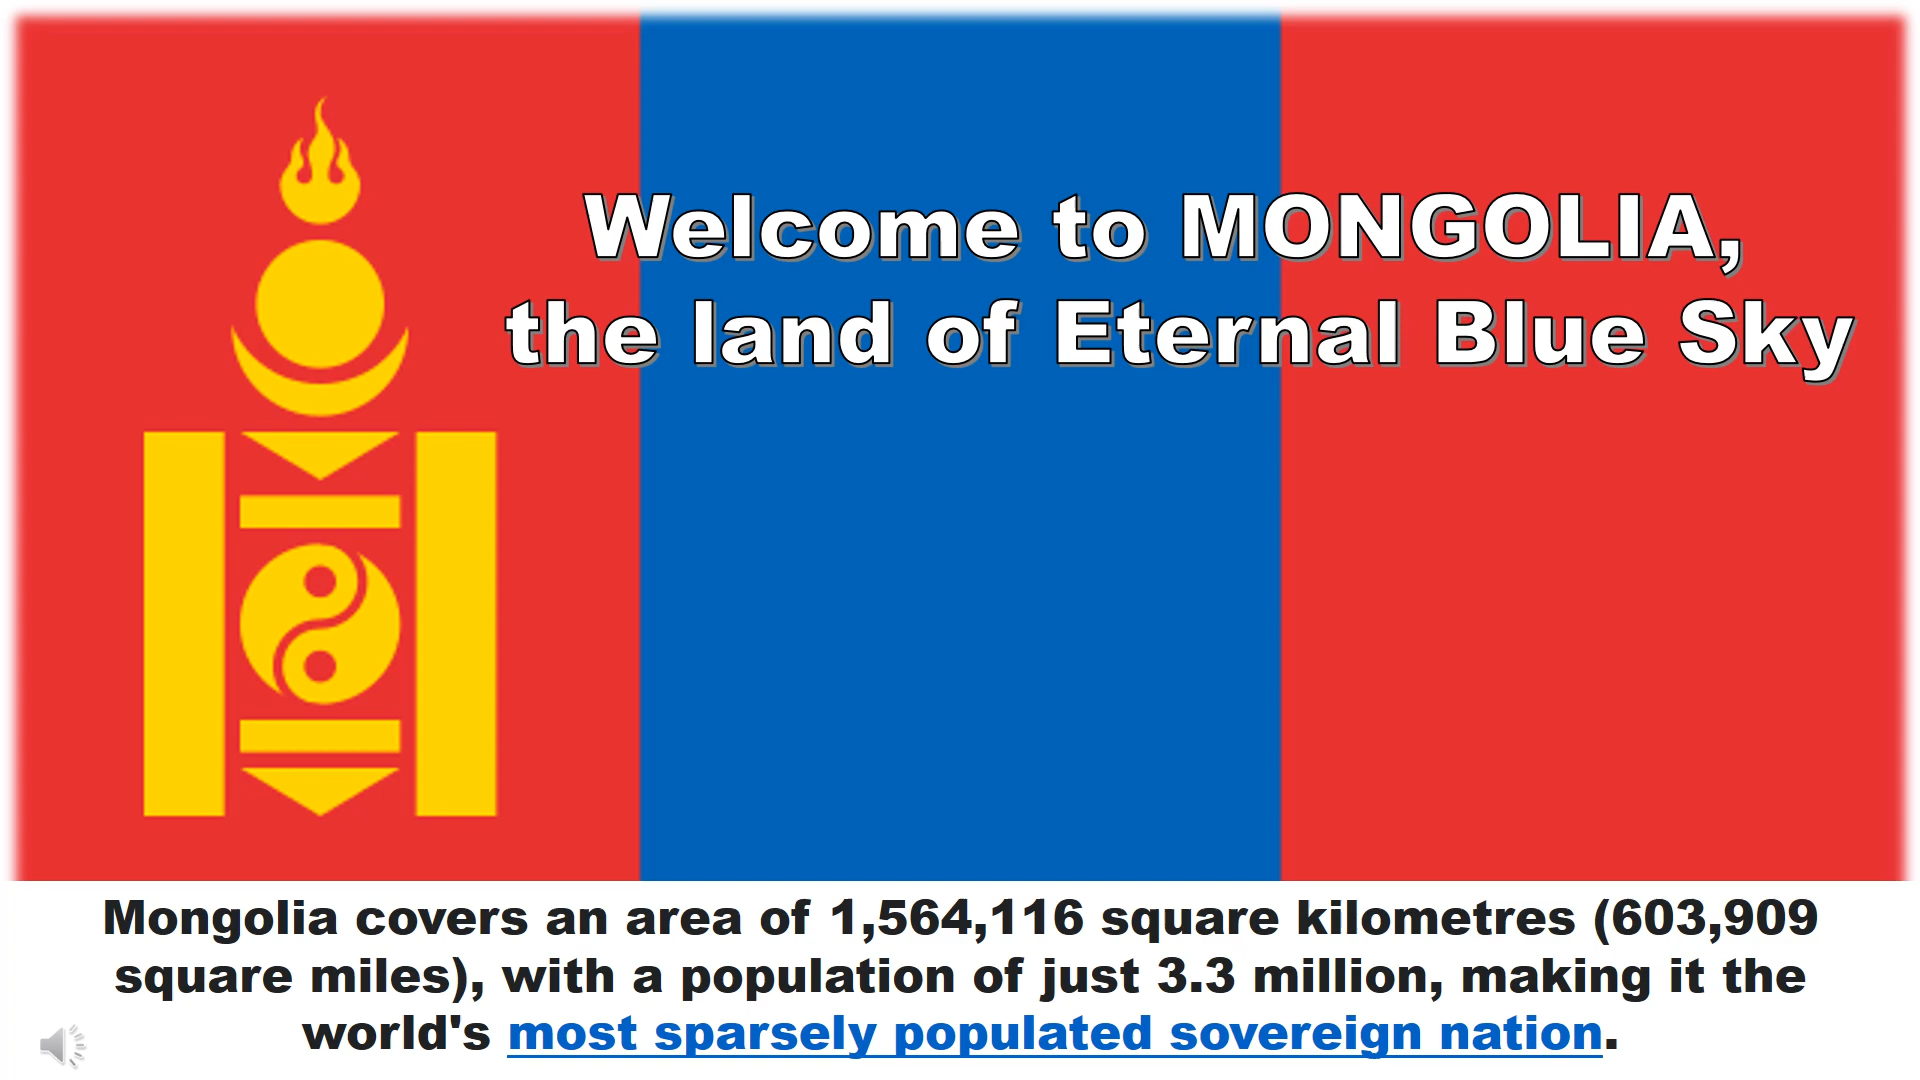 Welcome to MONGOLIA,
the land of Eternal Blue Sky
Mongolia covers an area of 1,564,116 square kilometres (603,909
square miles), with a population of just 3.3 million, making it the
world's most sparsely populated sovereign nation.